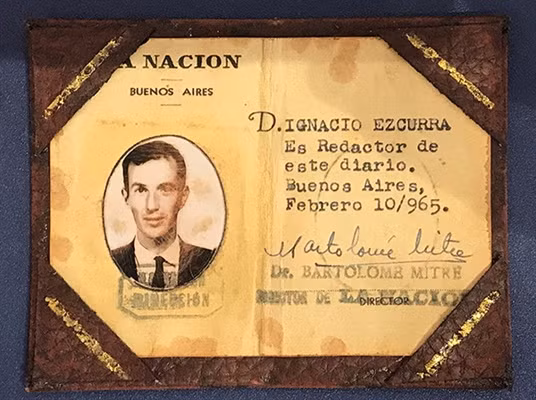 LA NACION
BUENOS AIRES
D. IGNACIO EZCURRA
Es Redactor de
este diario.
Buenos Aires,
Febrero 10/965.
Bartolomé Mitre
Dr. BARTOLOME MITRE
DIRECTOR DE LA NACION
DIRECTOR